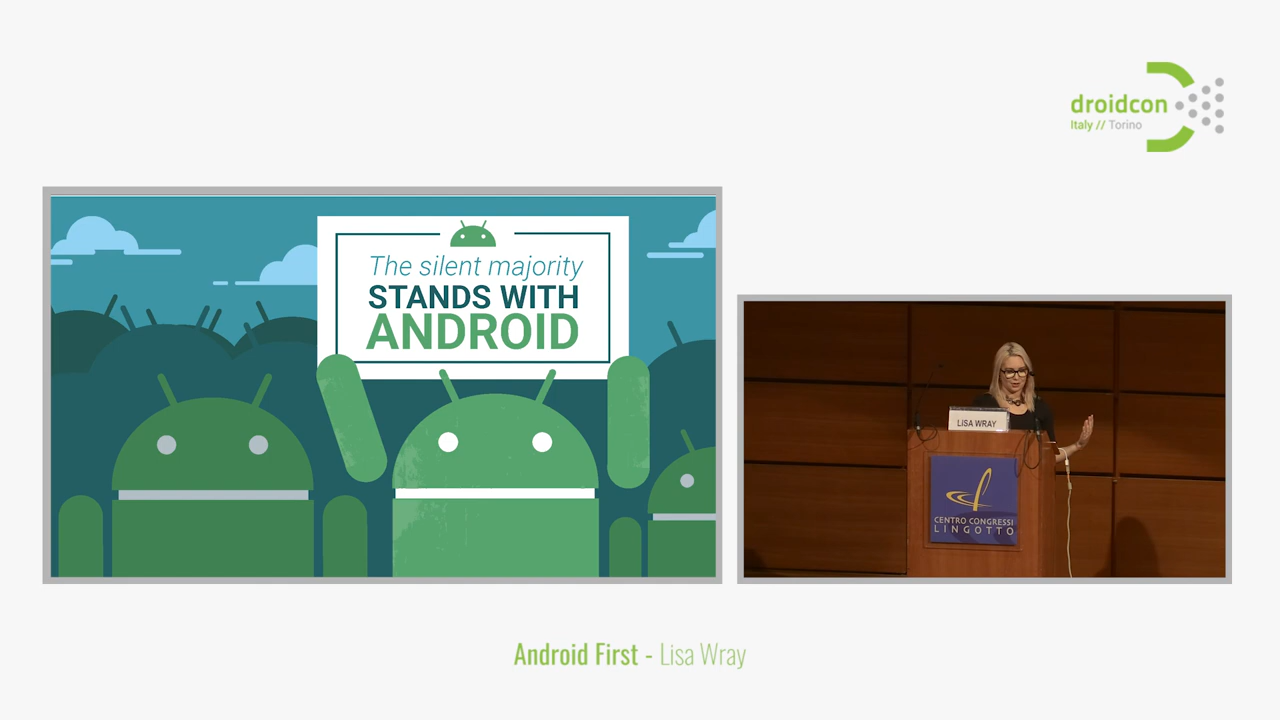 droidcon
Italy // Torino
The silent majority
STANDS WITH
ANDROID
LISA WRAY
CENTRO CONGRESSI
LINGOTTO
Android First - Lisa Wray